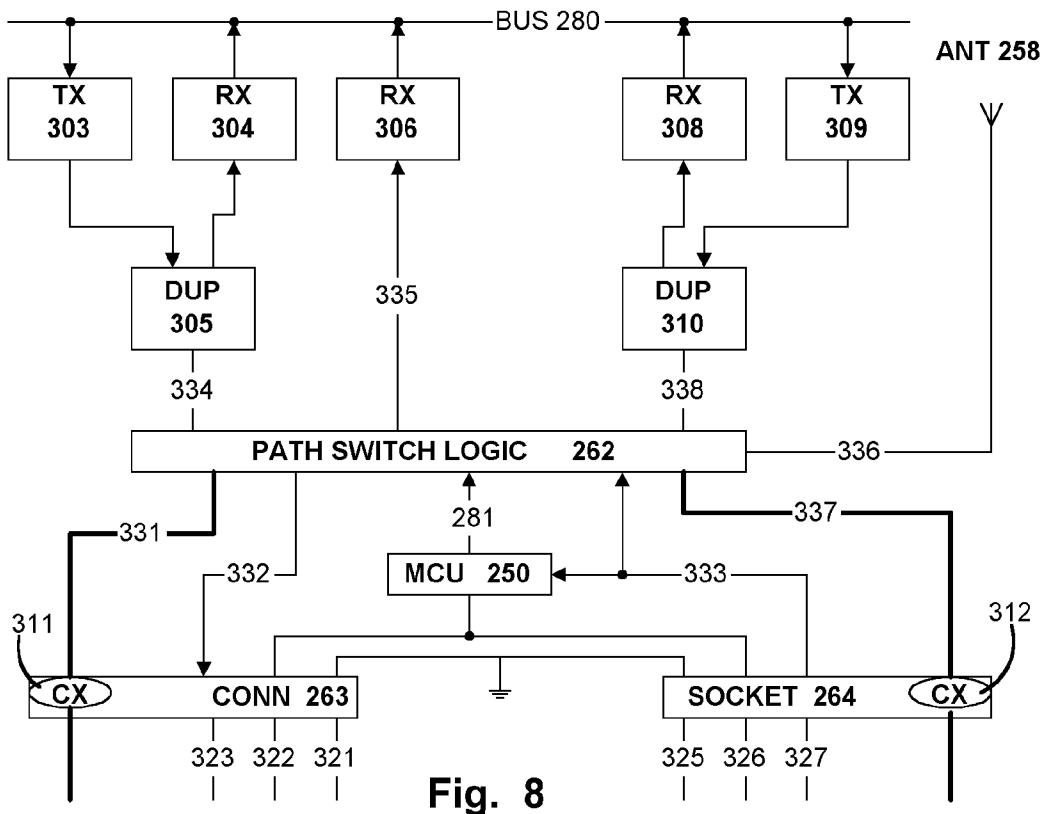 BUS 280
ANT 258
TX
303
RX
304
RX
306
RX
308
TX
309
DUP
305
335
DUP
310
334
338
PATH SWITCH LOGIC 262
336
331
281
337
332
MCU 250
333
311
312
CX
CONN 263
SOCKET 264
CX
323
322
321
325
326
327
Fig. 8